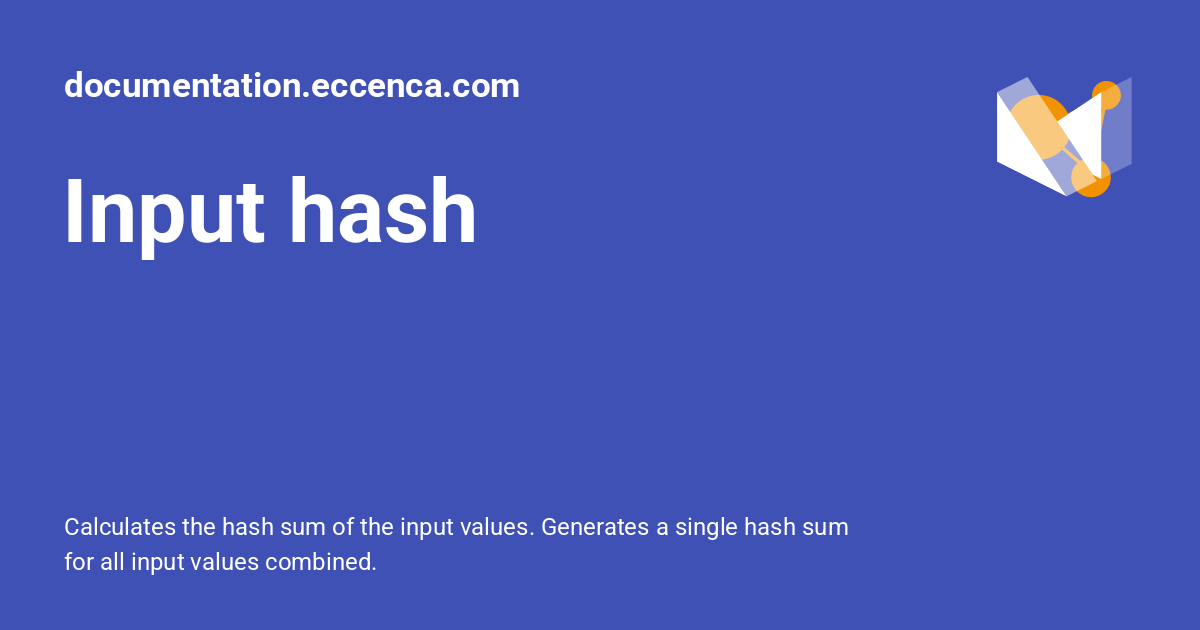 documentation.eccenca.com
Input hash
Calculates the hash sum of the input values. Generates a single hash sum
for all input values combined.